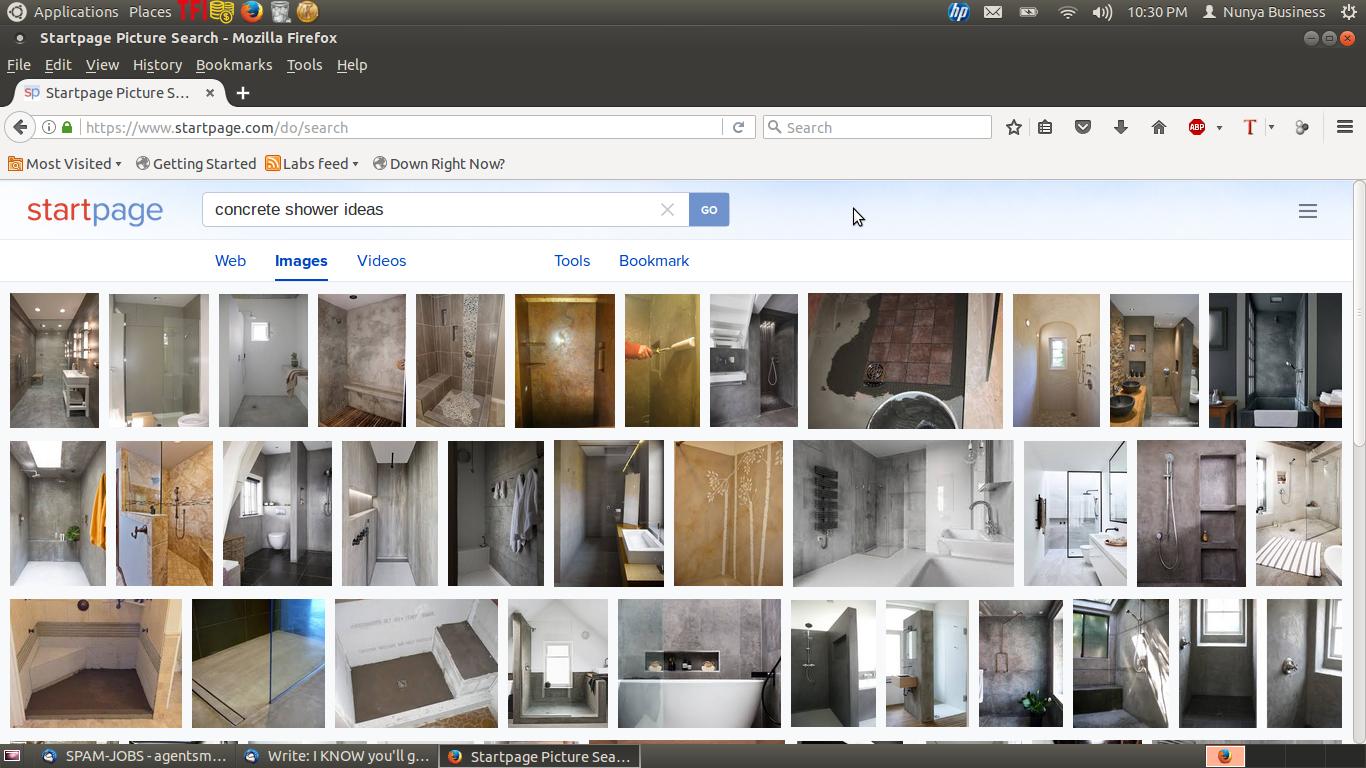 Applications Places TFI 10:30 PM Nunya Business
Startpage Picture Search - Mozilla Firefox
File Edit View History Bookmarks Tools Help
sp Startpage Picture S...
https://www.startpage.com/do/search Search ABP T
Most Visited Getting Started Labs feed Down Right Now?
startpage concrete shower ideas GO
Web Images Videos Tools Bookmark
SPAM-JOBS - agentsm... Write: I KNOW you'll g... Startpage Picture Sea...